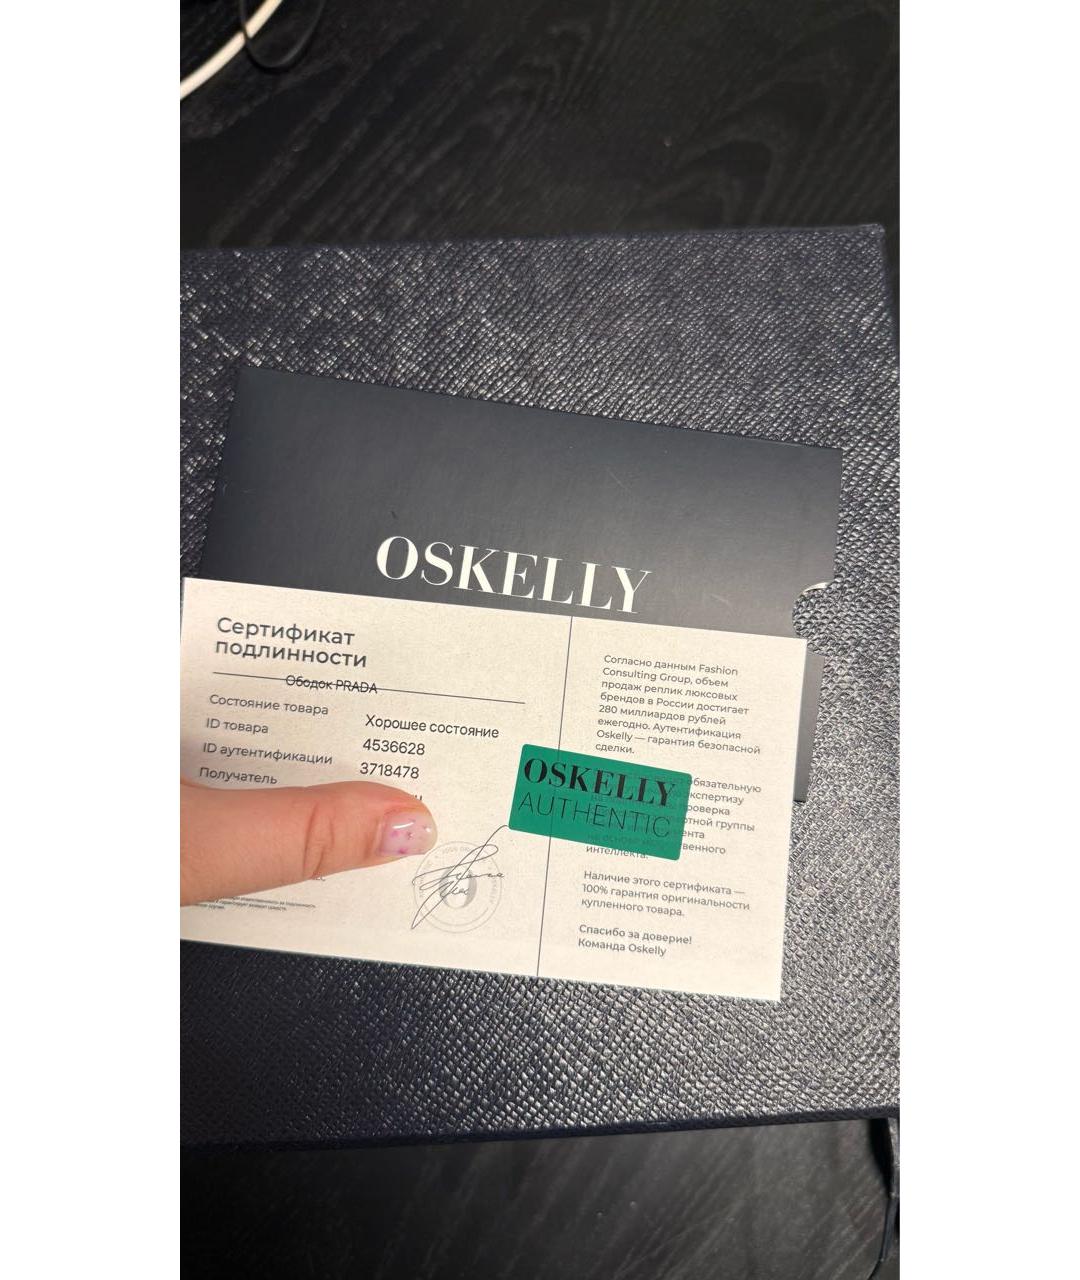 OSKELLY
Сертификат
подлинности
Ободок PRADA
Состояние товара Хорошее состояние
ID товара 4536628
ID аутентификации 3718478
Получатель
Согласно данным Fashion
Consulting Group, объем
продаж реплик люксовых
брендов в России достигает
280 миллиардов рублей
ежегодно. Аутентификация
Oskelly — гарантия безопасной
сделки.
OSKELLY
AUTHENTIC
интеллекта.
Наличие этого сертификата —
100% гарантия оригинальности
купленного товара.
Спасибо за доверие!
Команда Oskelly